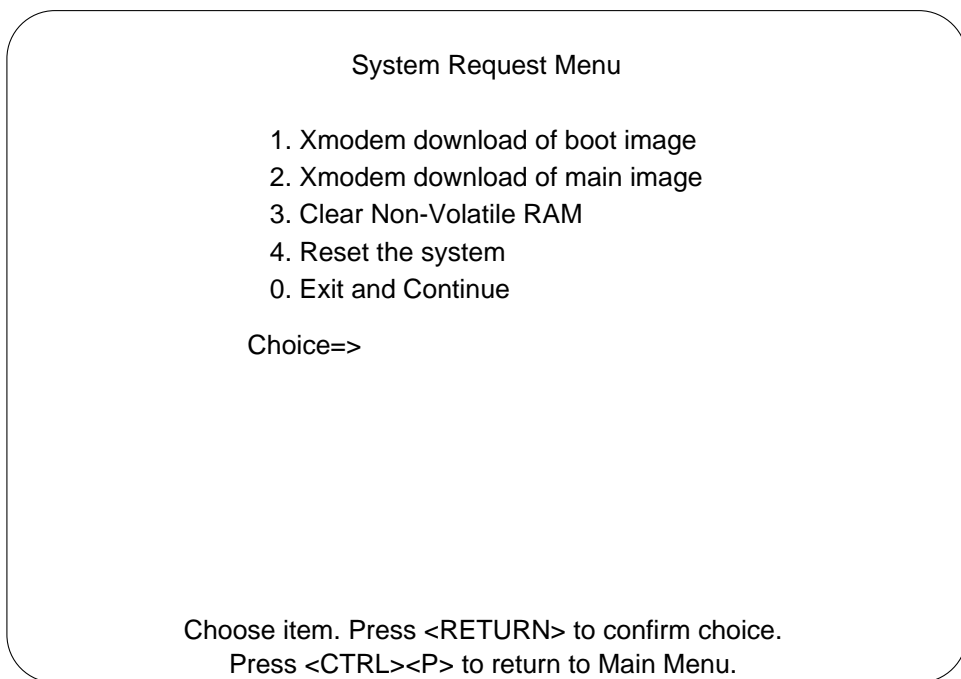 System Request Menu
1. Xmodem download of boot image
2. Xmodem download of main image
3. Clear Non-Volatile RAM
4. Reset the system
0. Exit and Continue
Choice=>
Choose item. Press <RETURN> to confirm choice.
Press <CTRL><P> to return to Main Menu.